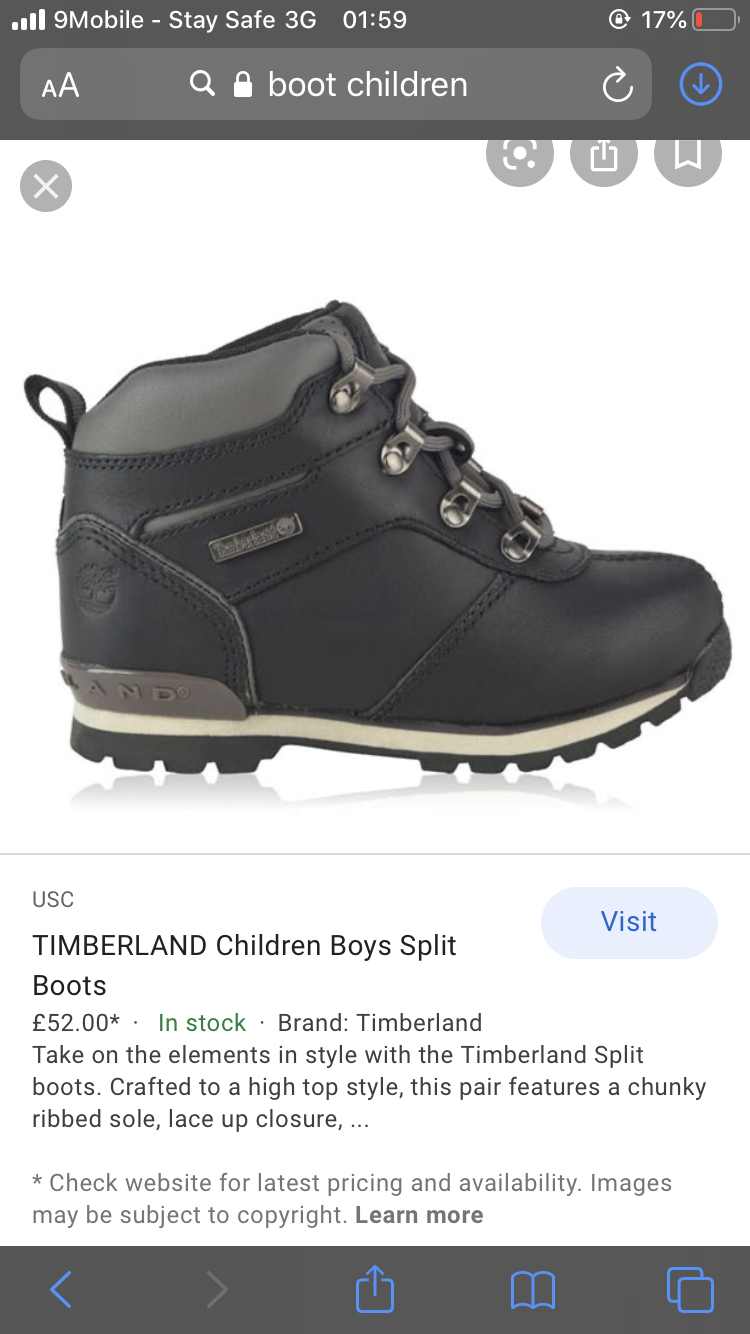 9Mobile - Stay Safe 3G 01:59 17%
AA boot children
Timberland
LAND®
USC
Visit
TIMBERLAND Children Boys Split
Boots
£52.00* · In stock · Brand: Timberland
Take on the elements in style with the Timberland Split
boots. Crafted to a high top style, this pair features a chunky
ribbed sole, lace up closure, ...
* Check website for latest pricing and availability. Images
may be subject to copyright. Learn more